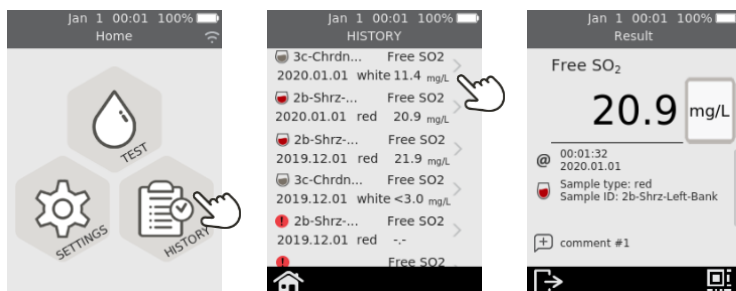 Jan 1 00:01 100%
Home
TEST
SETTINGS
HISTORY
Jan 1 00:01 100%
HISTORY
3c-Chrdn... Free SO2
2020.01.01 white 11.4 mg/L
2b-Shrz-... Free SO2
2020.01.01 red 20.9 mg/L
2b-Shrz-... Free SO2
2019.12.01 red 21.9 mg/L
3c-Chrdn... Free SO2
2019.12.01 white <3.0 mg/L
2b-Shrz-... Free SO2
2019.12.01 red -.-
Free SO2
Jan 1 00:01 100%
Result
Free SO₂
20.9 mg/L
@ 00:01:32
2020.01.01
Sample type: red
Sample ID: 2b-Shrz-Left-Bank
comment #1